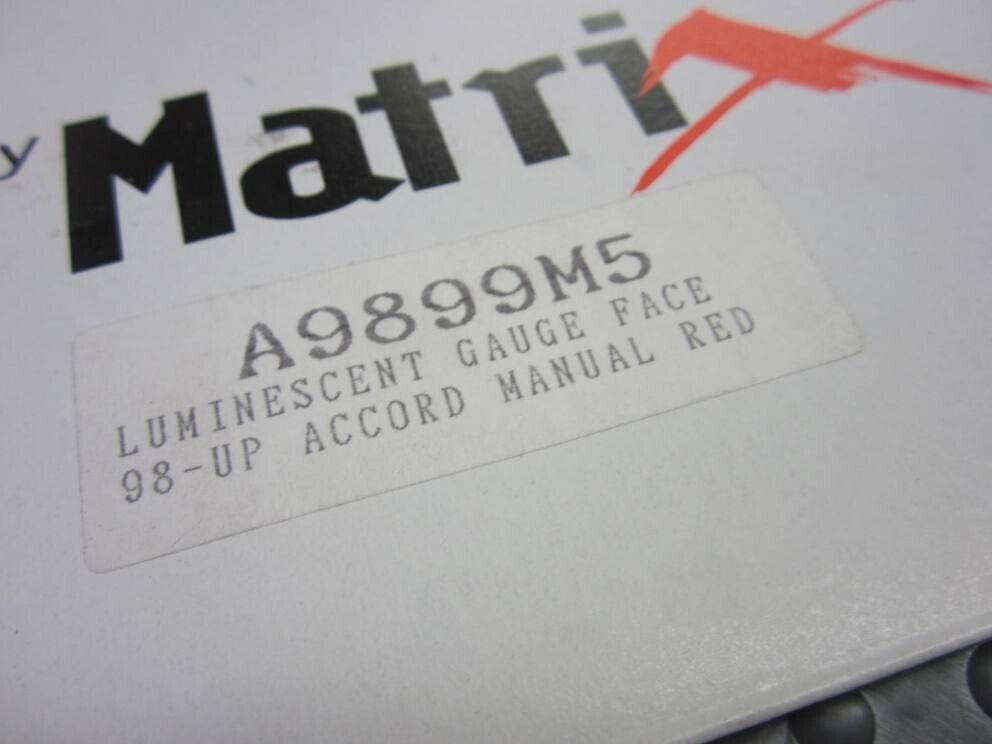 y MatriX
A9899M5
LUMINESCENT GAUGE FACE
98-UP ACCORD MANUAL RED